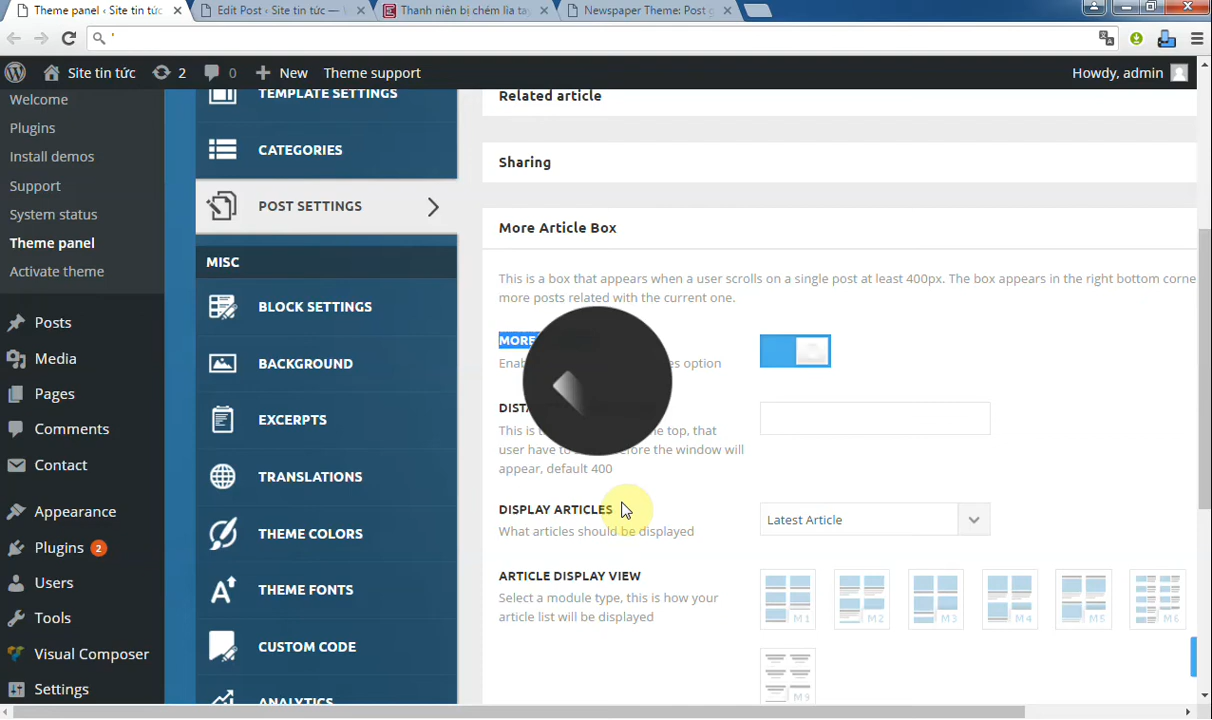 Theme panel ‹ Site tin tức
Edit Post ‹ Site tin tức —
Thanh niên bị chém lìa tay
Newspaper Theme: Post
'
Site tin tức
2
0
New
Theme support
Howdy, admin
Welcome
Plugins
Install demos
Support
System status
Theme panel
Activate theme
Posts
Media
Pages
Comments
Contact
Appearance
Plugins 2
Users
Tools
Visual Composer
Settings
TEMPLATE SETTINGS
CATEGORIES
POST SETTINGS
MISC
BLOCK SETTINGS
BACKGROUND
EXCERPTS
TRANSLATIONS
THEME COLORS
THEME FONTS
CUSTOM CODE
ANALYTICS
Related article
Sharing
More Article Box
This is a box that appears when a user scrolls on a single post at least 400px. The box appears in the right bottom corne
more posts related with the current one.
MORE
option
This is the top, that
user have to before the window will
appear, default 400
DISPLAY ARTICLES
What articles should be displayed
Latest Article
ARTICLE DISPLAY VIEW
Select a module type, this is how your
article list will be displayed
M1
M2
M3
M4
M5
M6
M9